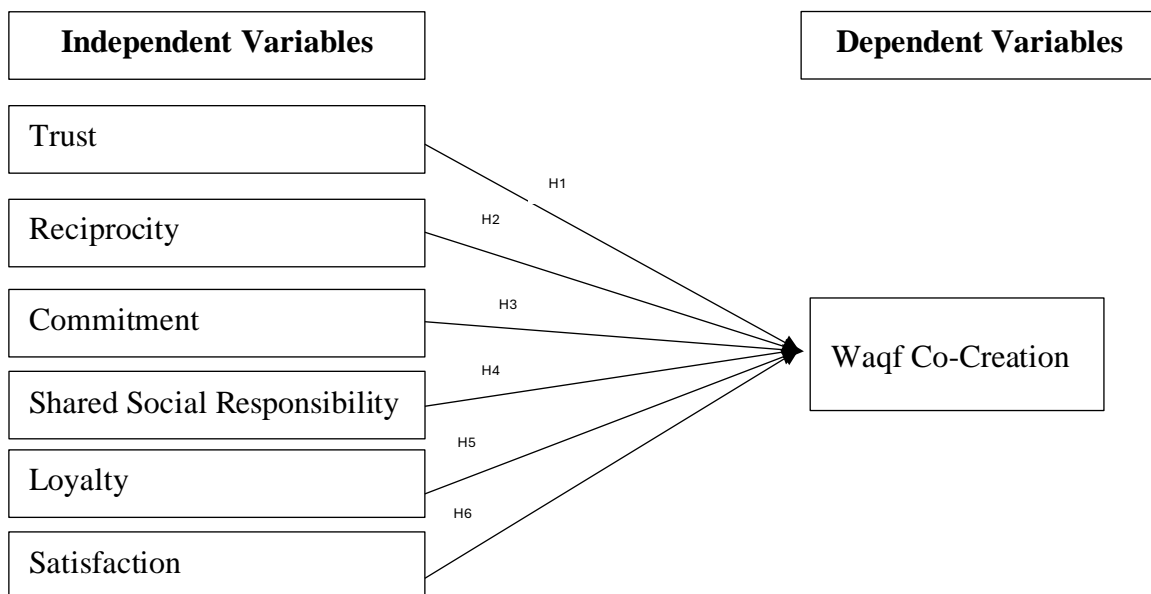 Independent Variables
Dependent Variables
Trust
H1
Reciprocity
H2
Commitment
H3
Waqf Co-Creation
Shared Social Responsibility
H4
Loyalty
H5
Satisfaction
H6